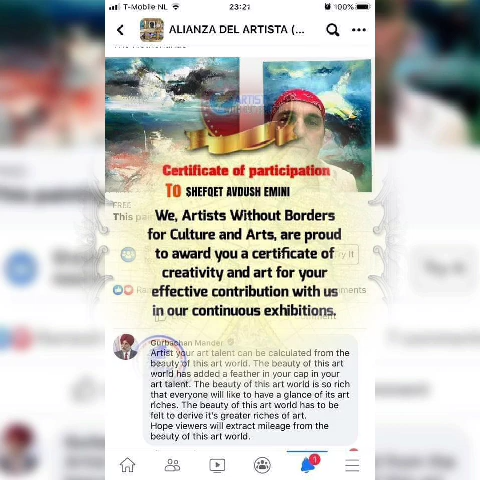 T-Mobile NL 23:21 100%
ALIANZA DEL ARTISTA (...
ARTIST
Certificate of participation
TO SHEFQET AVDUSH EMINI
FREE
This pain
We, Artists Without Borders
for Culture and Arts, are proud
to award you a certificate of
creativity and art for your
effective contribution with us
in our continuous exhibitions.
Try It
Gurbachan Mander
Artist your art talent can be calculated from the
beauty of this art world. The beauty of this art
world has added a feather in your cap in your
art talent. The beauty of this art world is so rich
that everyone will like to have a glance of its art
riches. The beauty of this art world has to be
felt to derive it's greater riches of art.
Hope viewers will extract mileage from the
beauty of this art world.
1